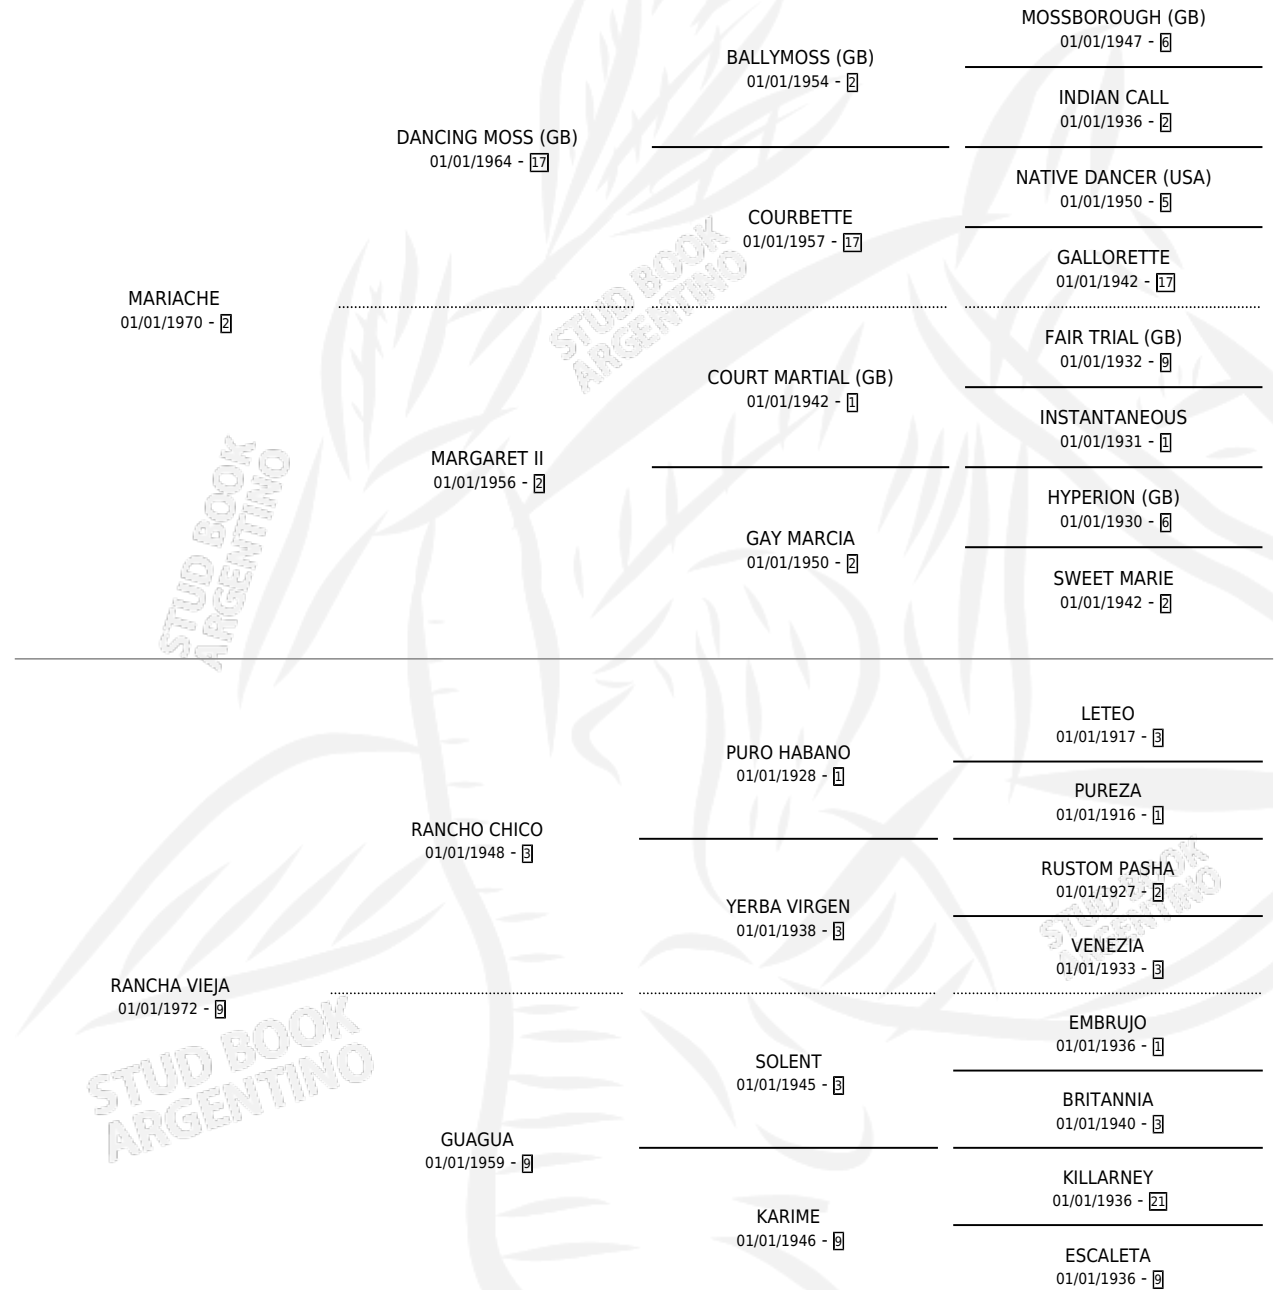 MOSSBOROUGH (GB)
01/01/1947 - 6
BALLYMOSS (GB)
01/01/1954 - 2
INDIAN CALL
01/01/1936 - 2
DANCING MOSS (GB)
01/01/1964 - 17
NATIVE DANCER (USA)
01/01/1950 - 5
COURBETTE
01/01/1957 - 17
GALLORETTE
01/01/1942 - 17
MARIACHE
01/01/1970 - 2
FAIR TRIAL (GB)
01/01/1932 - 9
COURT MARTIAL (GB)
01/01/1942 - 1
INSTANTANEOUS
01/01/1931 - 1
MARGARET II
01/01/1956 - 2
HYPERION (GB)
01/01/1930 - 6
GAY MARCIA
01/01/1950 - 2
SWEET MARIE
01/01/1942 - 2
LETEO
01/01/1917 - 3
PURO HABANO
01/01/1928 - 1
PUREZA
01/01/1916 - 1
RANCHO CHICO
01/01/1948 - 3
RUSTOM PASHA
01/01/1927 - 2
YERBA VIRGEN
01/01/1938 - 3
VENEZIA
01/01/1933 - 3
RANCHA VIEJA
01/01/1972 - 9
EMBRUJO
01/01/1936 - 1
SOLENT
01/01/1945 - 3
BRITANNIA
01/01/1940 - 3
GUAGUA
01/01/1959 - 9
KILLARNEY
01/01/1936 - 21
KARIME
01/01/1946 - 9
ESCALETA
01/01/1936 - 9
STUD BOOK
ARGENTINO
STUD BOOK
ARGENTINO
STUD BOOK
ARGENTINO
STUD BOOK
ARGENTINO